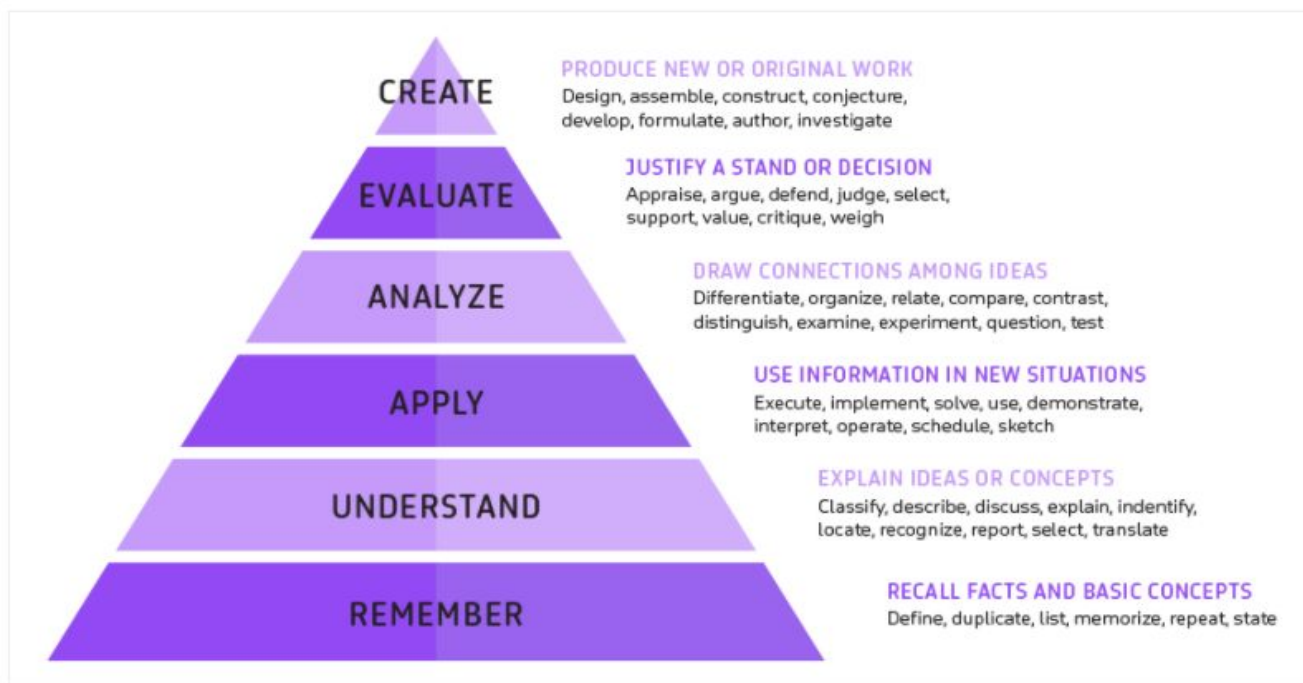 CREATE
PRODUCE NEW OR ORIGINAL WORK
Design, assemble, construct, conjecture,
develop, formulate, author, investigate
EVALUATE
JUSTIFY A STAND OR DECISION
Appraise, argue, defend, judge, select,
support, value, critique, weigh
ANALYZE
DRAW CONNECTIONS AMONG IDEAS
Differentiate, organize, relate, compare, contrast,
distinguish, examine, experiment, question, test
APPLY
USE INFORMATION IN NEW SITUATIONS
Execute, implement, solve, use, demonstrate,
interpret, operate, schedule, sketch
UNDERSTAND
EXPLAIN IDEAS OR CONCEPTS
Classify, describe, discuss, explain, indentify,
locate, recognize, report, select, translate
REMEMBER
RECALL FACTS AND BASIC CONCEPTS
Define, duplicate, list, memorize, repeat, state